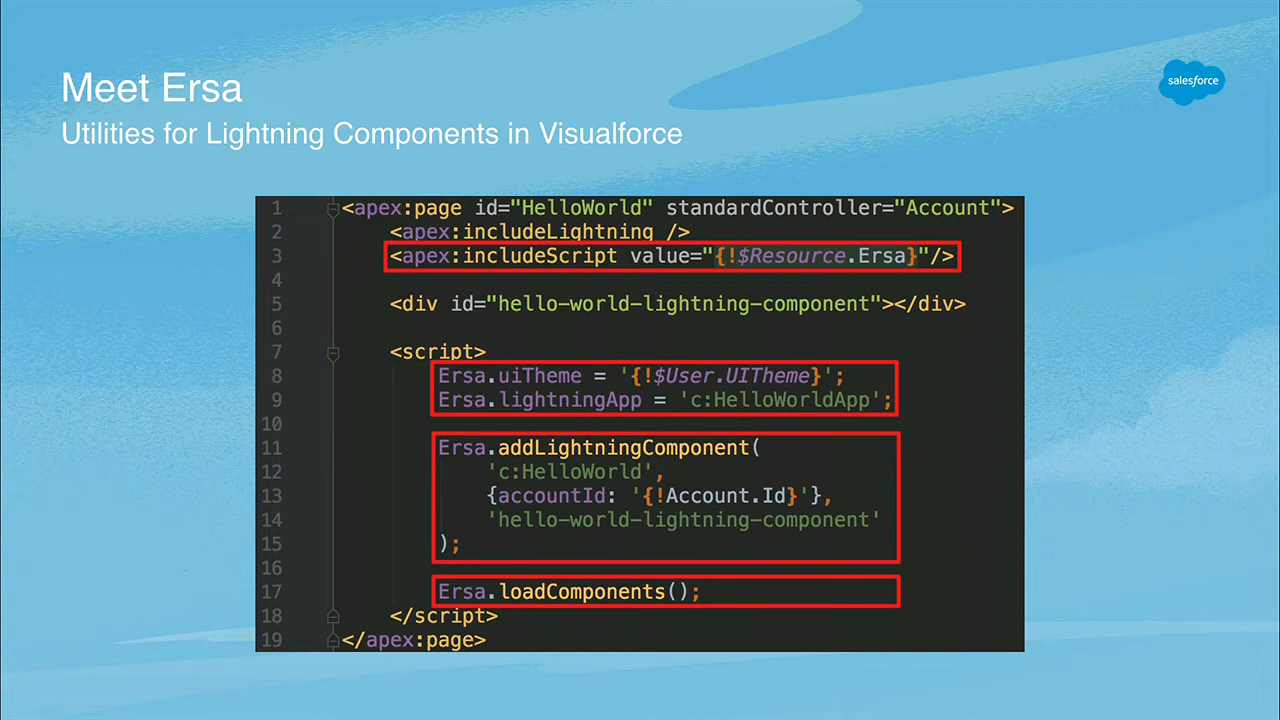 Meet Ersa
Utilities for Lightning Components in Visualforce
salesforce
1 <apex:page id="HelloWorld" standardController="Account">
2 <apex:includeLightning />
3 <apex:includeScript value="{!$Resource.Ersa}"/>
4
5 <div id="hello-world-lightning-component"></div>
6
7 <script>
8 Ersa.uiTheme = '{!$User.UITheme}';
9 Ersa.lightningApp = 'c:HelloWorldApp';
10
11 Ersa.addLightningComponent(
12 'c:HelloWorld',
13 {accountId: '{!Account.Id}'},
14 'hello-world-lightning-component'
15 );
16
17 Ersa.loadComponents();
18 </script>
19 </apex:page>